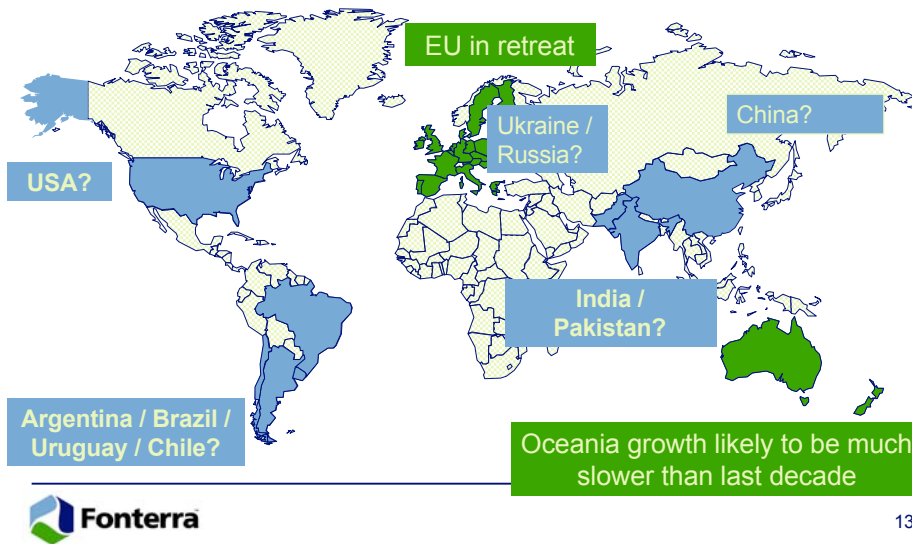 EU in retreat
Ukraine /
Russia?
China?
USA?
India /
Pakistan?
Argentina / Brazil /
Uruguay / Chile?
Oceania growth likely to be much
slower than last decade
Fonterra
13